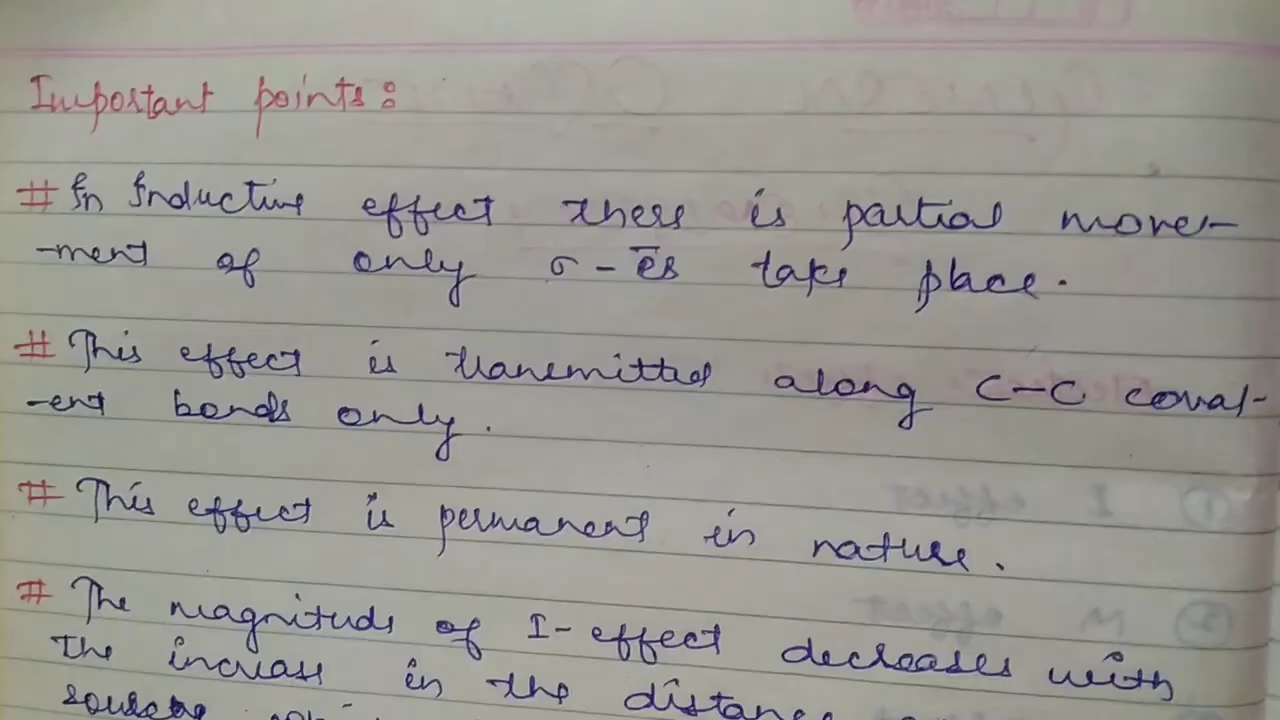 Important points:
# In Inductive effect there is partial move-
-ment of only σ-ēs take place.
# This effect is transmitted along C-C coval-
-ent bonds only.
# This effect is permanent in nature.
# The magnitude of I-effect decreases with
the increase in the distance